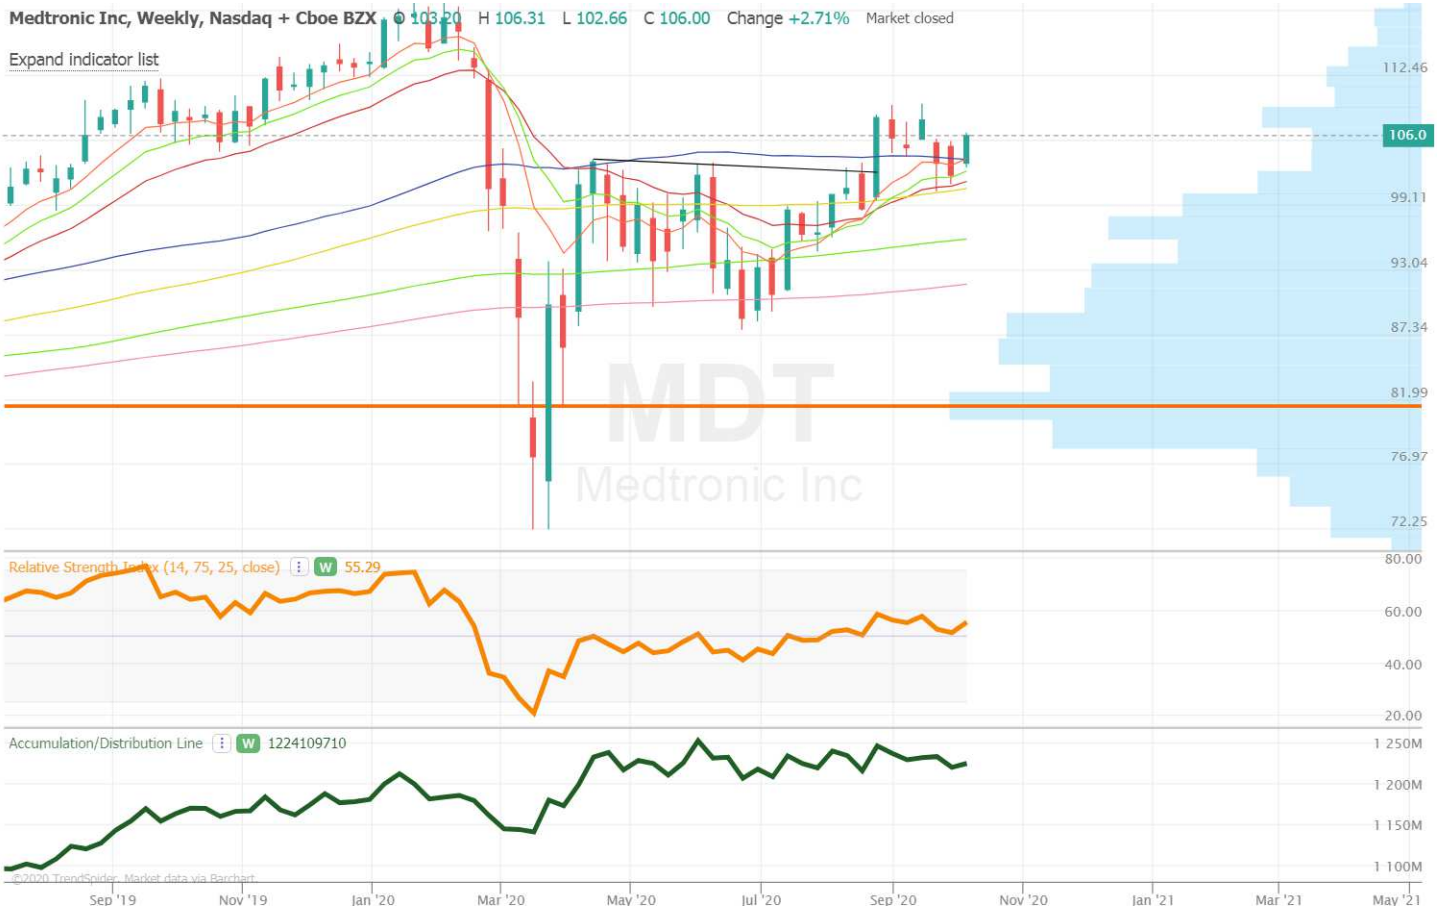 Medtronic Inc, Weekly, Nasdaq + Cboe BZX O 103.20 H 106.31 L 102.66 C 106.00 Change +2.71% Market closed
Expand indicator list
112.46
106.0
99.11
93.04
87.34
81.99
76.97
72.25
MDT
Medtronic Inc
Relative Strength Index (14, 75, 25, close) W 55.29
80.00
60.00
40.00
20.00
Accumulation/Distribution Line W 1224109710
1 250M
1 200M
1 150M
1 100M
©2020 TrendSpider. Market data via Barchart.
Sep '19 Nov '19 Jan '20 Mar '20 May '20 Jul '20 Sep '20 Nov '20 Jan '21 Mar '21 May '21